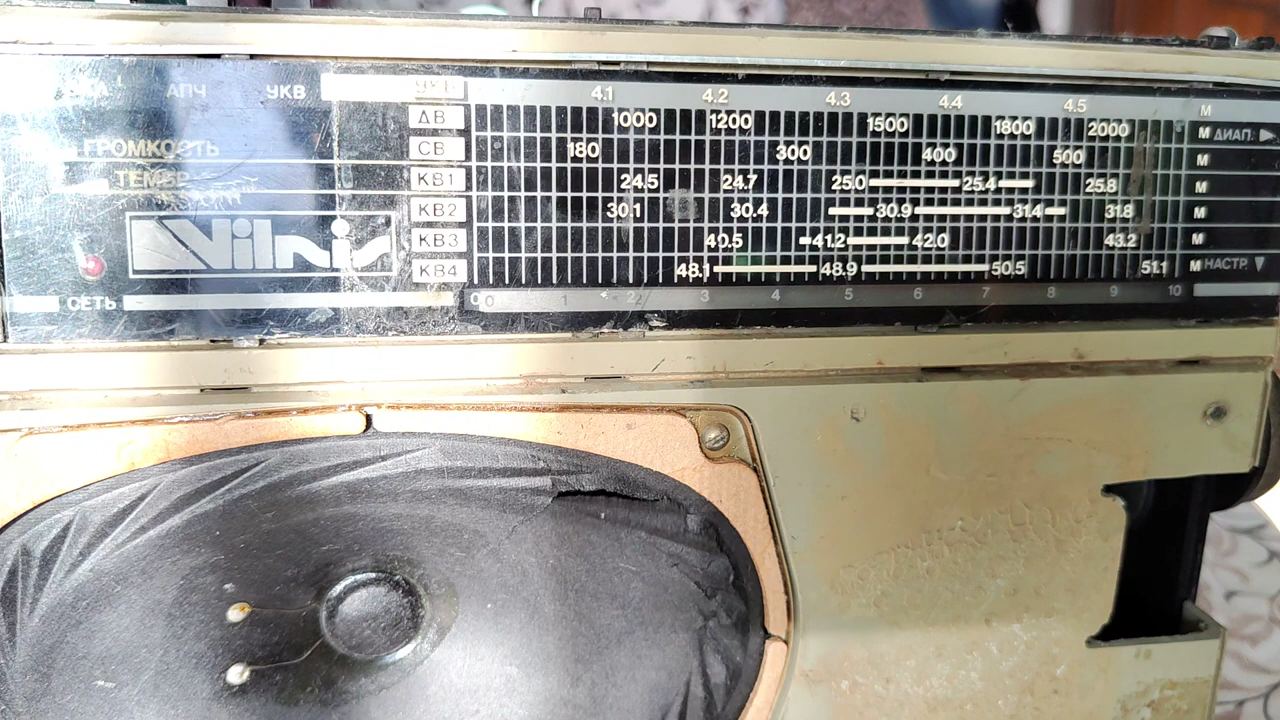 АПЧ УКВ УКВ 4.1 4.2 4.3 4.4 4.5 М
ДВ 1000 1200 1500 1800 2000 М ДИАП.
ГРОМКОСТЬ СВ 180 300 400 500 М
ТЕМБР КВ1 24.5 24.7 25.0 25.4 25.8 М
Vilnis КВ2 30.1 30.4 30.9 31.4 31.8 М
КВ3 40.5 41.2 42.0 43.2 М
КВ4 48.1 48.9 50.5 51.1 М НАСТР.
СЕТЬ 0 0 1 2 3 4 5 6 7 8 9 10